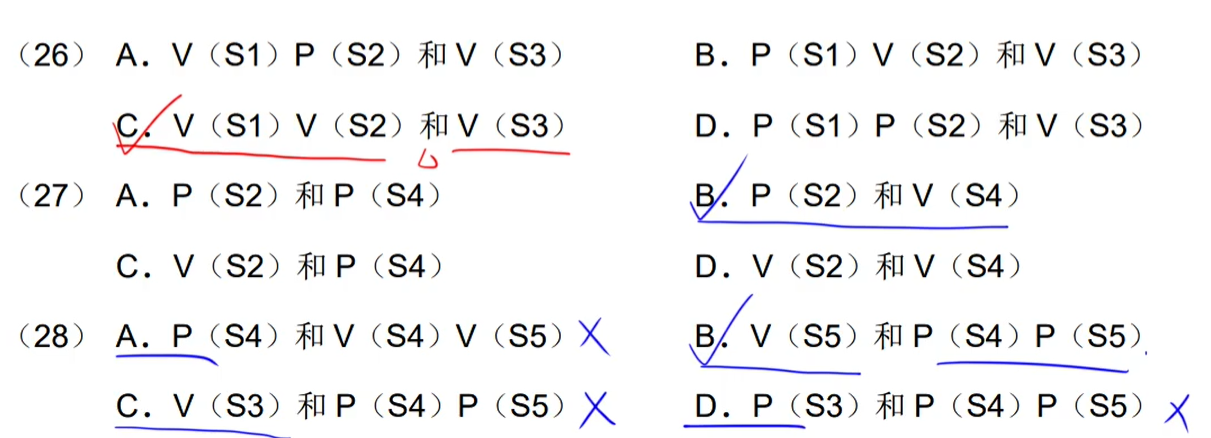 （26） A．V（S1）P（S2）和 V（S3） B．P（S1）V（S2）和 V（S3）
C．V（S1）V（S2）和 V（S3） D．P（S1）P（S2）和 V（S3）
（27） A．P（S2）和 P（S4） B．P（S2）和 V（S4）
C．V（S2）和 P（S4） D．V（S2）和 V（S4）
（28） A．P（S4）和 V（S4）V（S5） B．V（S5）和 P（S4）P（S5）
C．V（S3）和 P（S4）P（S5） D．P（S3）和 P（S4）P（S5）